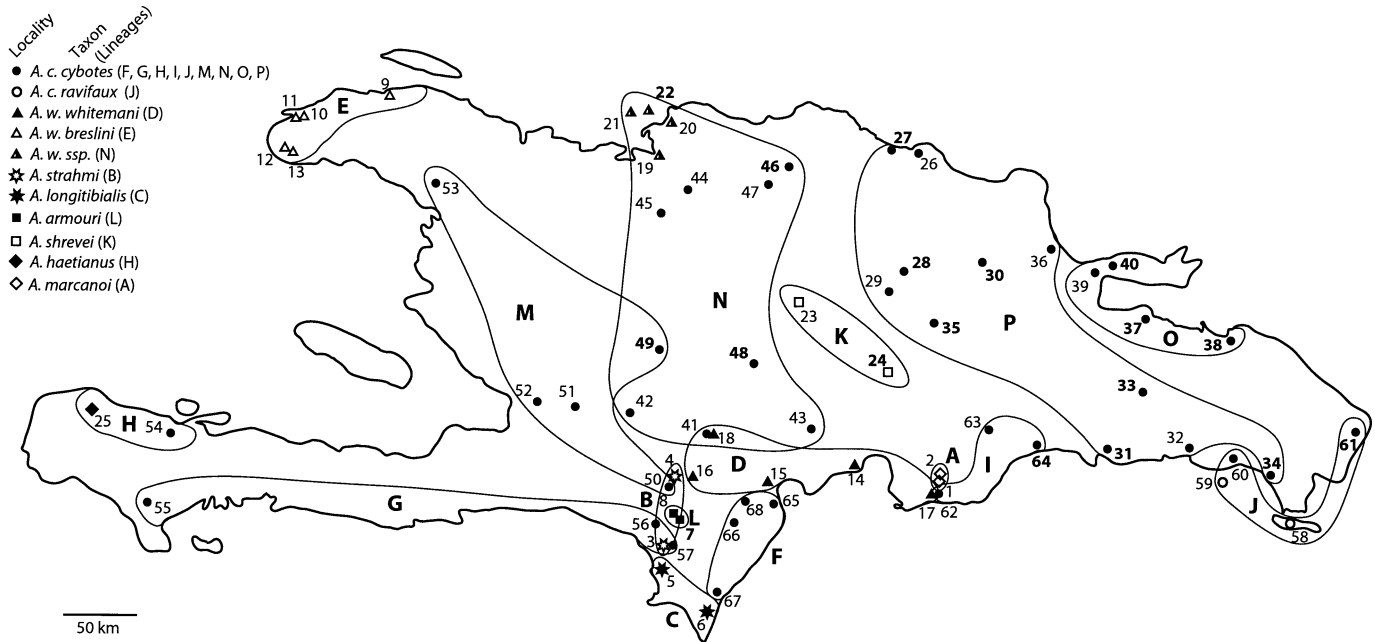 Locality
Taxon
(Lineages)
A. c. cybotes (F, G, H, I, J, M, N, O, P)
A. c. ravifaux (J)
A. w. whitemani (D)
A. w. breslini (E)
A. w. ssp. (N)
A. strahmi (B)
A. longitibialis (C)
A. armouri (L)
A. shrevei (K)
A. haetianus (H)
A. marcanoi (A)
9
11
10
E
12
13
22
21
20
19
46
44
47
45
53
27
26
28
30
29
35
P
36
40
39
37
38
O
M
N
K
23
24
49
48
33
52
51
42
43
41
18
H
25
54
63
64
31
32
61
34
60
59
J
58
4
50
16
D
15
14
2
A
I
1
17
62
55
G
B
8
L
7
56
3
57
68
65
66
F
5
67
C
6
50 km